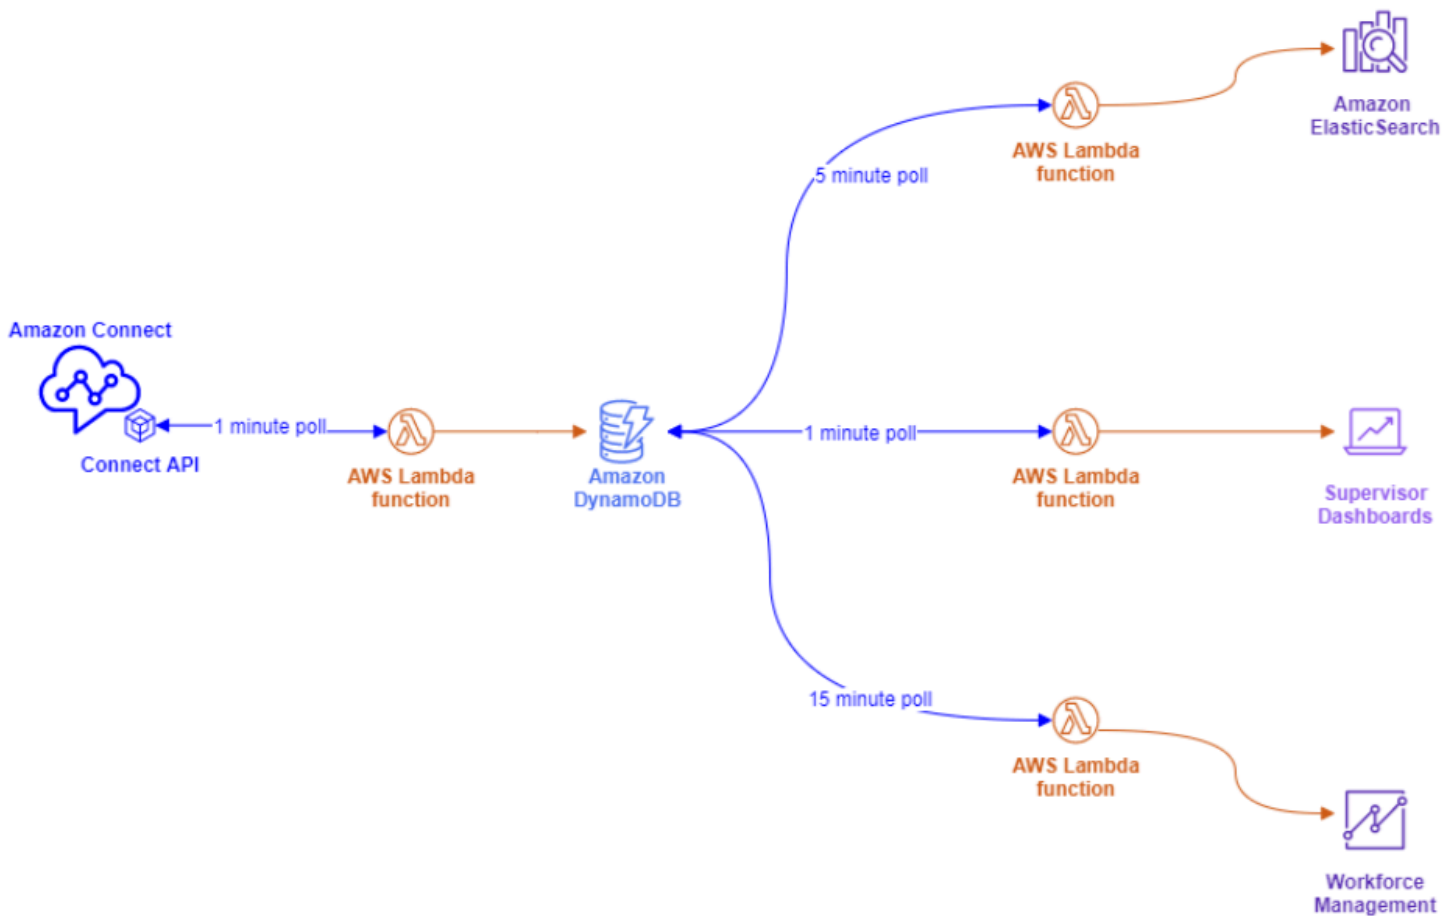 Amazon
ElasticSearch
AWS Lambda
function
5 minute poll
Amazon Connect
Connect API
1 minute poll
AWS Lambda
function
Amazon
DynamoDB
1 minute poll
AWS Lambda
function
Supervisor
Dashboards
15 minute poll
AWS Lambda
function
Workforce
Management